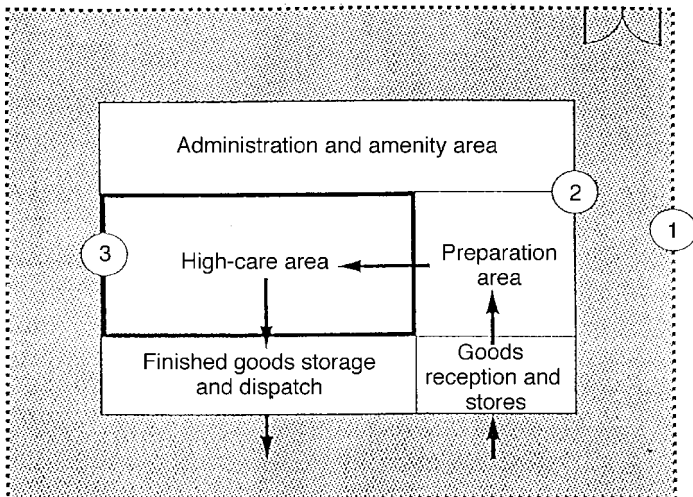 Administration and amenity area
2
1
3
High-care area
Preparation
area
Finished goods storage
and dispatch
Goods
reception and
stores